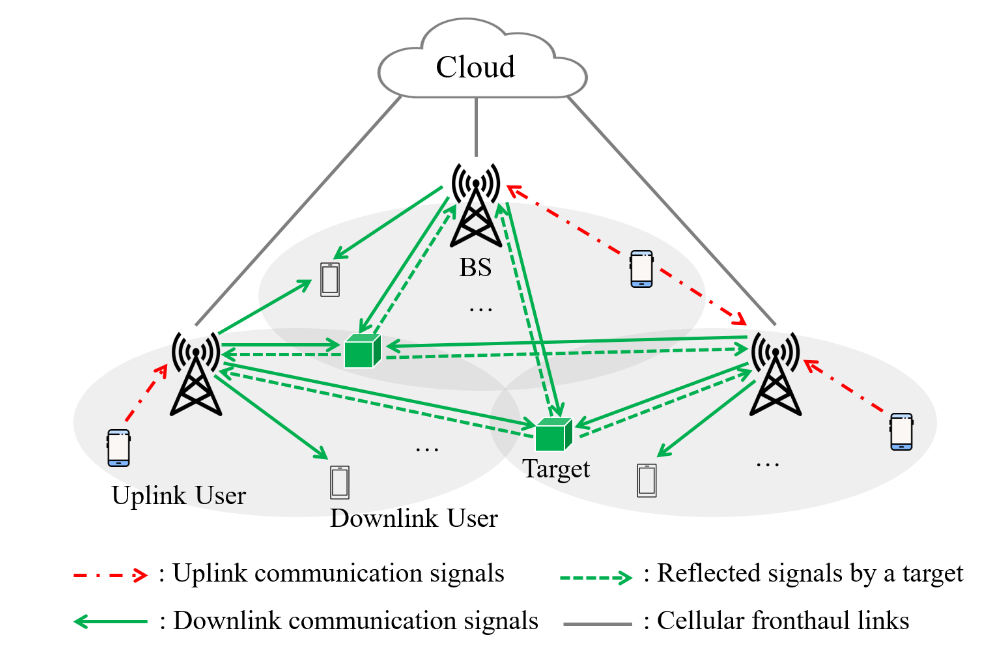 Cloud
BS
...
...
Target
...
Uplink User
Downlink User
: Uplink communication signals
: Reflected signals by a target
: Downlink communication signals
: Cellular fronthaul links